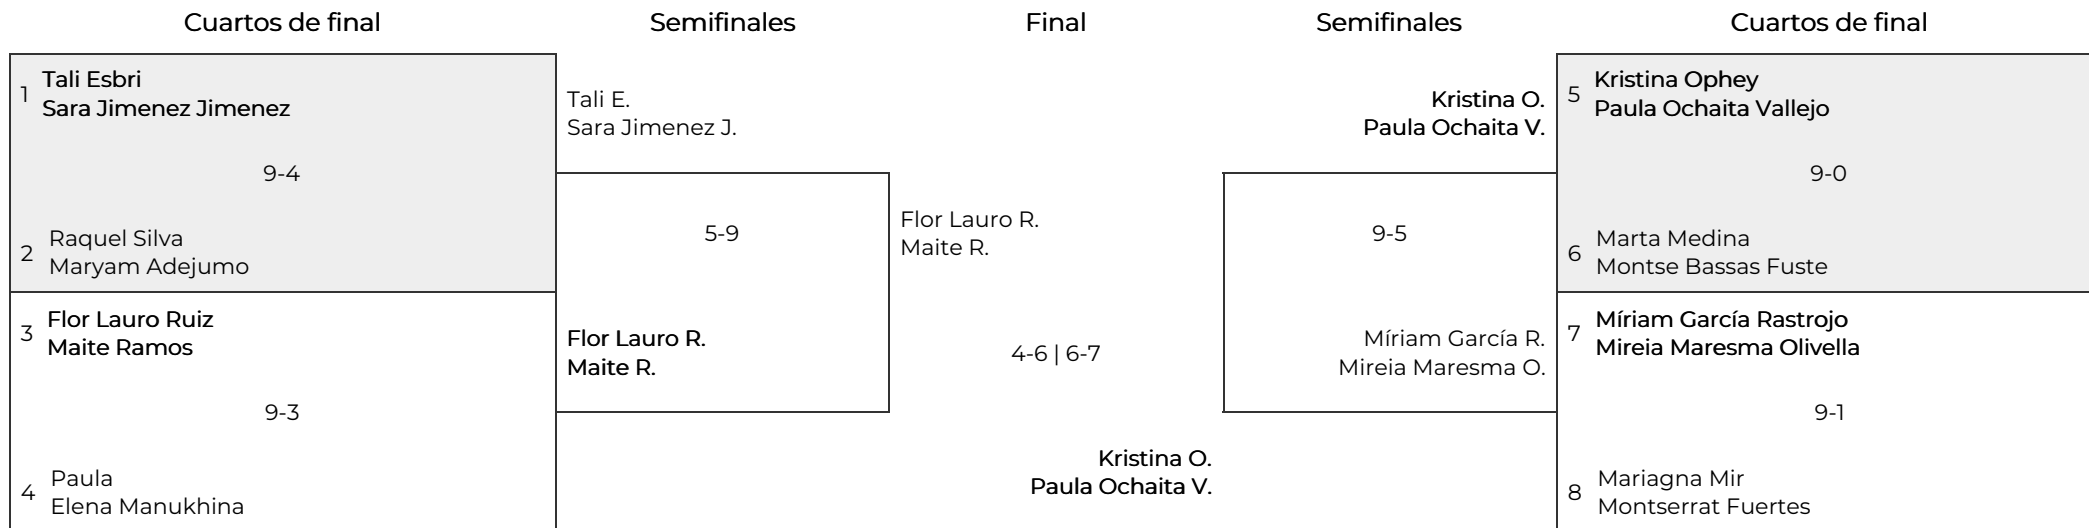 Cuartos de final
Semifinales
Final
Semifinales
Cuartos de final
1
Tali Esbri
Sara Jimenez Jimenez
9-4
2
Raquel Silva
Maryam Adejumo
3
Flor Lauro Ruiz
Maite Ramos
9-3
4
Paula
Elena Manukhina
Tali E.
Sara Jimenez J.
5-9
Flor Lauro R.
Maite R.
Flor Lauro R.
Maite R.
4-6 | 6-7
Kristina O.
Paula Ochaita V.
Kristina O.
Paula Ochaita V.
9-5
Míriam García R.
Mireia Maresma O.
5
Kristina Ophey
Paula Ochaita Vallejo
9-0
6
Marta Medina
Montse Bassas Fuste
7
Míriam García Rastrojo
Mireia Maresma Olivella
9-1
8
Mariagna Mir
Montserrat Fuertes